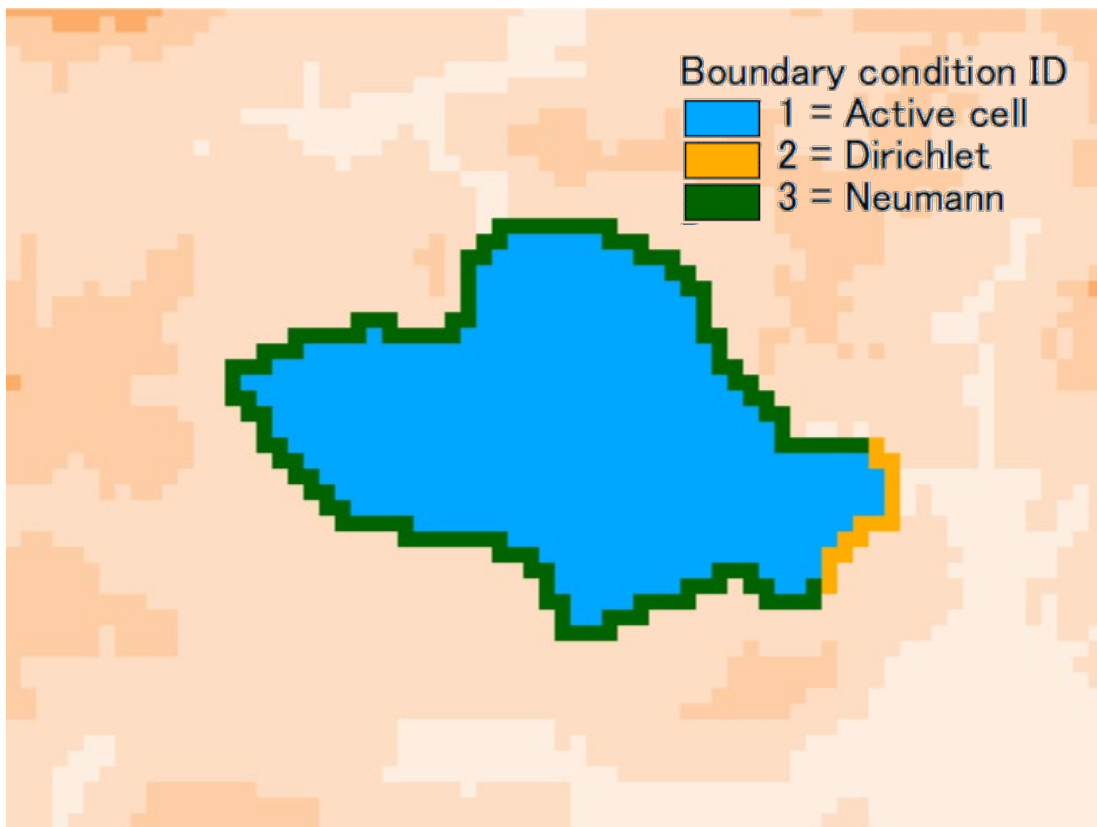 Boundary condition ID
1 = Active cell
2 = Dirichlet
3 = Neumann